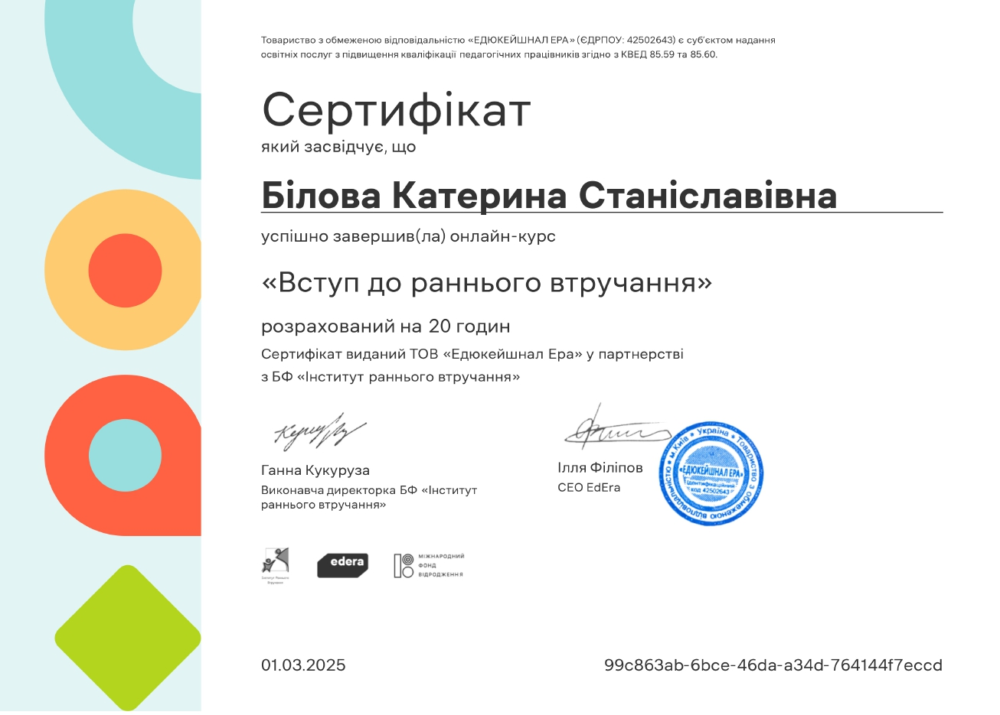 Товариство з обмеженою відповідальністю «ЕДЮКЕЙШНАЛ ЕРА» (ЄДРПОУ: 42502643) є суб'єктом надання
освітніх послуг з підвищення кваліфікації педагогічних працівників згідно з КВЕД 85.59 та 85.60.
Сертифікат
який засвідчує, що
Білова Катерина Станіславівна
успішно завершив(ла) онлайн-курс
«Вступ до раннього втручання»
розрахований на 20 годин
Сертифікат виданий ТОВ «Едюкейшнал Ера» у партнерстві
з БФ «Інститут раннього втручання»
Ганна Кукуруза
Виконавча директорка БФ «Інститут
раннього втручання»
Ілля Філіпов
CEO EdEra
м.Київ * Україна * Товариство з обмеженою відповідальністю *
«ЕДЮКЕЙШНАЛ ЕРА»
Ідентифікаційний
код 42502643
Інститут Раннього
Втручання
edera
МІЖНАРОДНИЙ
ФОНД
ВІДРОДЖЕННЯ
01.03.2025
99c863ab-6bce-46da-a34d-764144f7eccd